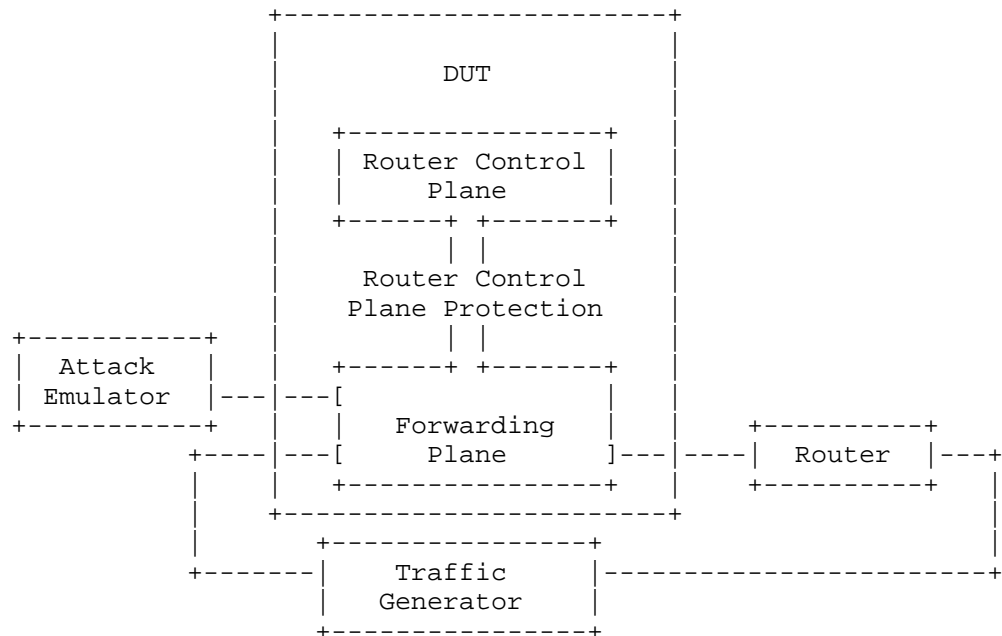 DUT
Router Control
Plane
Router Control
Plane Protection
Attack
Emulator
Forwarding
Plane
Router
Traffic
Generator